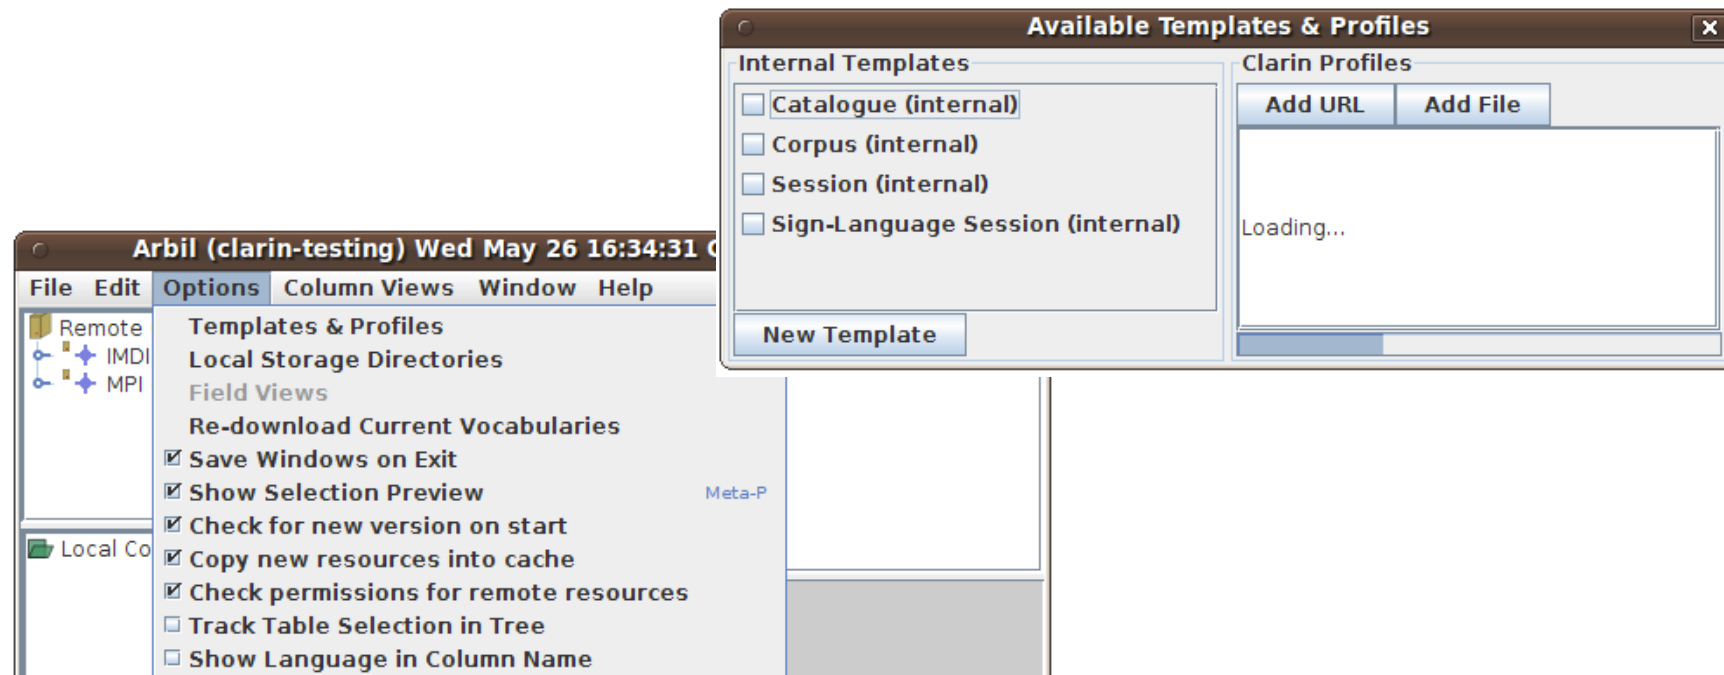 Available Templates & Profiles
Internal Templates
Catalogue (internal)
Corpus (internal)
Session (internal)
Sign-Language Session (internal)
New Template
Clarin Profiles
Add URL Add File
Loading...
Arbil (clarin-testing) Wed May 26 16:34:31
File Edit Options Column Views Window Help
Remote
IMDI
MPI
Local Co
Templates & Profiles
Local Storage Directories
Field Views
Re-download Current Vocabularies
Save Windows on Exit
Show Selection Preview Meta-P
Check for new version on start
Copy new resources into cache
Check permissions for remote resources
Track Table Selection in Tree
Show Language in Column Name